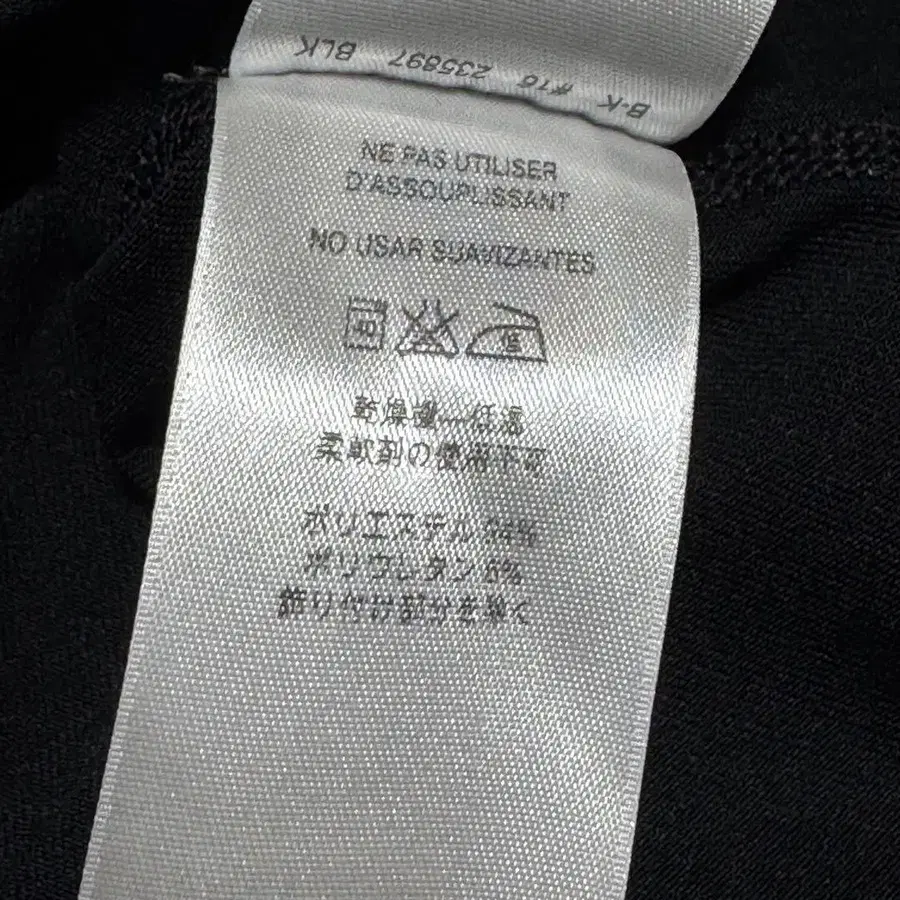 B-K #16 235897 BLK
NE PAS UTILISER
D'ASSOUPLISSANT
NO USAR SUAVIZANTES
40 低
乾燥機—低温
柔軟剤の使用不可
ポリエステル 94%
ポリウレタン 6%
飾り付け部分を除く